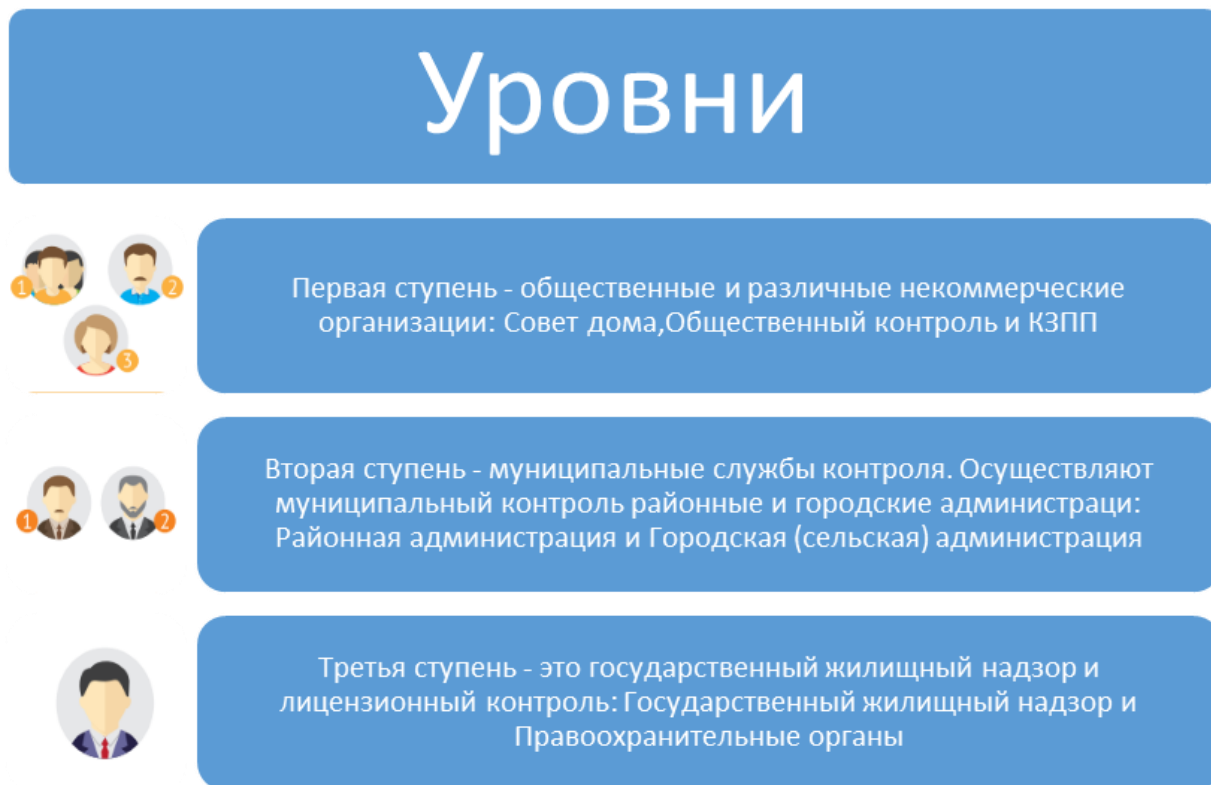 Уровни
1
2
3
Первая ступень - общественные и различные некоммерческие
организации: Совет дома,Общественный контроль и КЗПП
1
2
Вторая ступень - муниципальные службы контроля. Осуществляют
муниципальный контроль районные и городские администраци:
Районная администрация и Городская (сельская) администрация
Третья ступень - это государственный жилищный надзор и
лицензионный контроль: Государственный жилищный надзор и
Правоохранительные органы